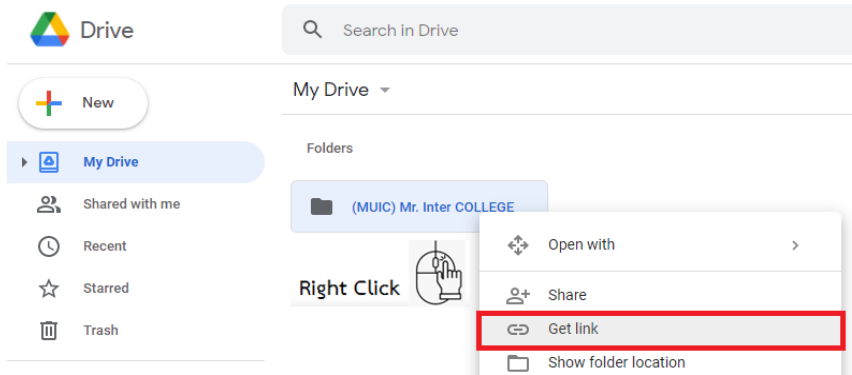 Drive
Search in Drive
New
My Drive
My Drive
Shared with me
Recent
Starred
Trash
Folders
(MUIC) Mr. Inter COLLEGE
Right Click
Open with
Share
Get link
Show folder location